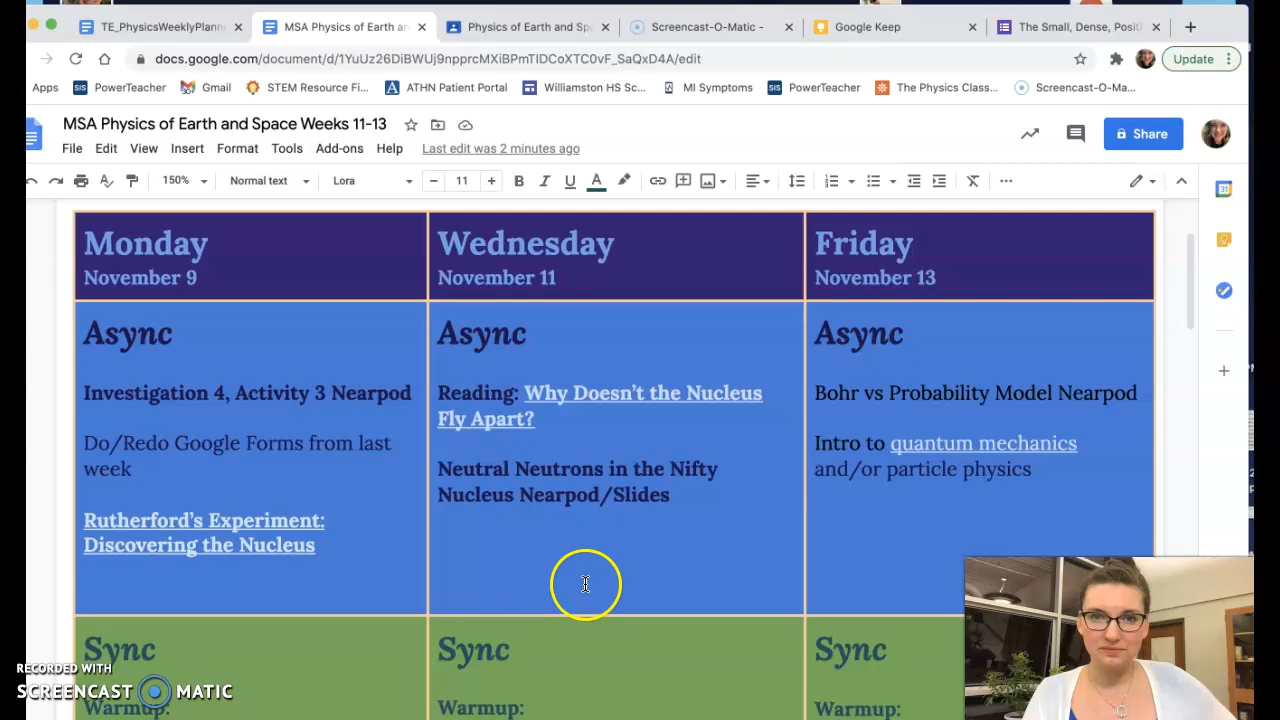 TE_PhysicsWeeklyPlann
MSA Physics of Earth an
Physics of Earth and Sp
Screencast-O-Matic -
Google Keep
The Small, Dense, Posit
docs.google.com/document/d/1YuUz26DiBWUj9npprcMXiBPmTIDCoXTC0vF_SaQxD4A/edit
Update
Apps
PowerTeacher
Gmail
STEM Resource Fi...
ATHN Patient Portal
Williamston HS Sc...
MI Symptoms
PowerTeacher
The Physics Class...
Screencast-O-Ma...
MSA Physics of Earth and Space Weeks 11-13
Share
File Edit View Insert Format Tools Add-ons Help Last edit was 2 minutes ago
150% Normal text Lora 11 B I U A
Monday
November 9
Wednesday
November 11
Friday
November 13
Async
Investigation 4, Activity 3 Nearpod
Do/Redo Google Forms from last
week
Rutherford's Experiment:
Discovering the Nucleus
Async
Reading: Why Doesn't the Nucleus
Fly Apart?
Neutral Neutrons in the Nifty
Nucleus Nearpod/Slides
Async
Bohr vs Probability Model Nearpod
Intro to quantum mechanics
and/or particle physics
Sync
Warmup:
Sync
Warmup:
Sync
Warmup:
RECORDED WITH
SCREENCAST MATIC